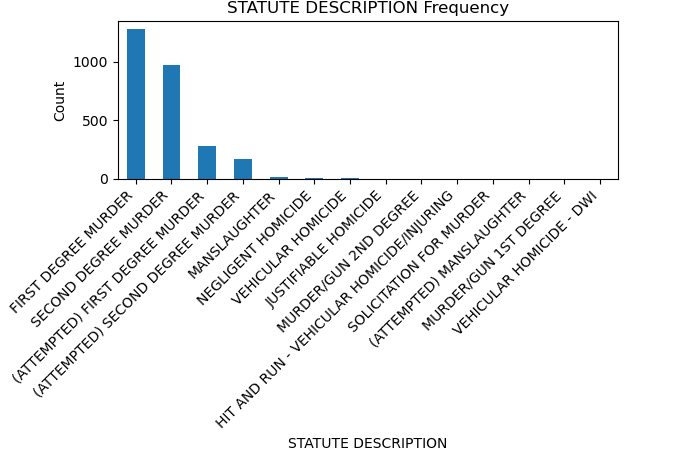 STATUTE DESCRIPTION Frequency
1000
500
0
Count
FIRST DEGREE MURDER
SECOND DEGREE MURDER
(ATTEMPTED) FIRST DEGREE MURDER
(ATTEMPTED) SECOND DEGREE MURDER
MANSLAUGHTER
NEGLIGENT HOMICIDE
VEHICULAR HOMICIDE
JUSTIFIABLE HOMICIDE
MURDER/GUN 2ND DEGREE
HIT AND RUN - VEHICULAR HOMICIDE/INJURING
SOLICITATION FOR MURDER
(ATTEMPTED) MANSLAUGHTER
MURDER/GUN 1ST DEGREE
VEHICULAR HOMICIDE - DWI
STATUTE DESCRIPTION